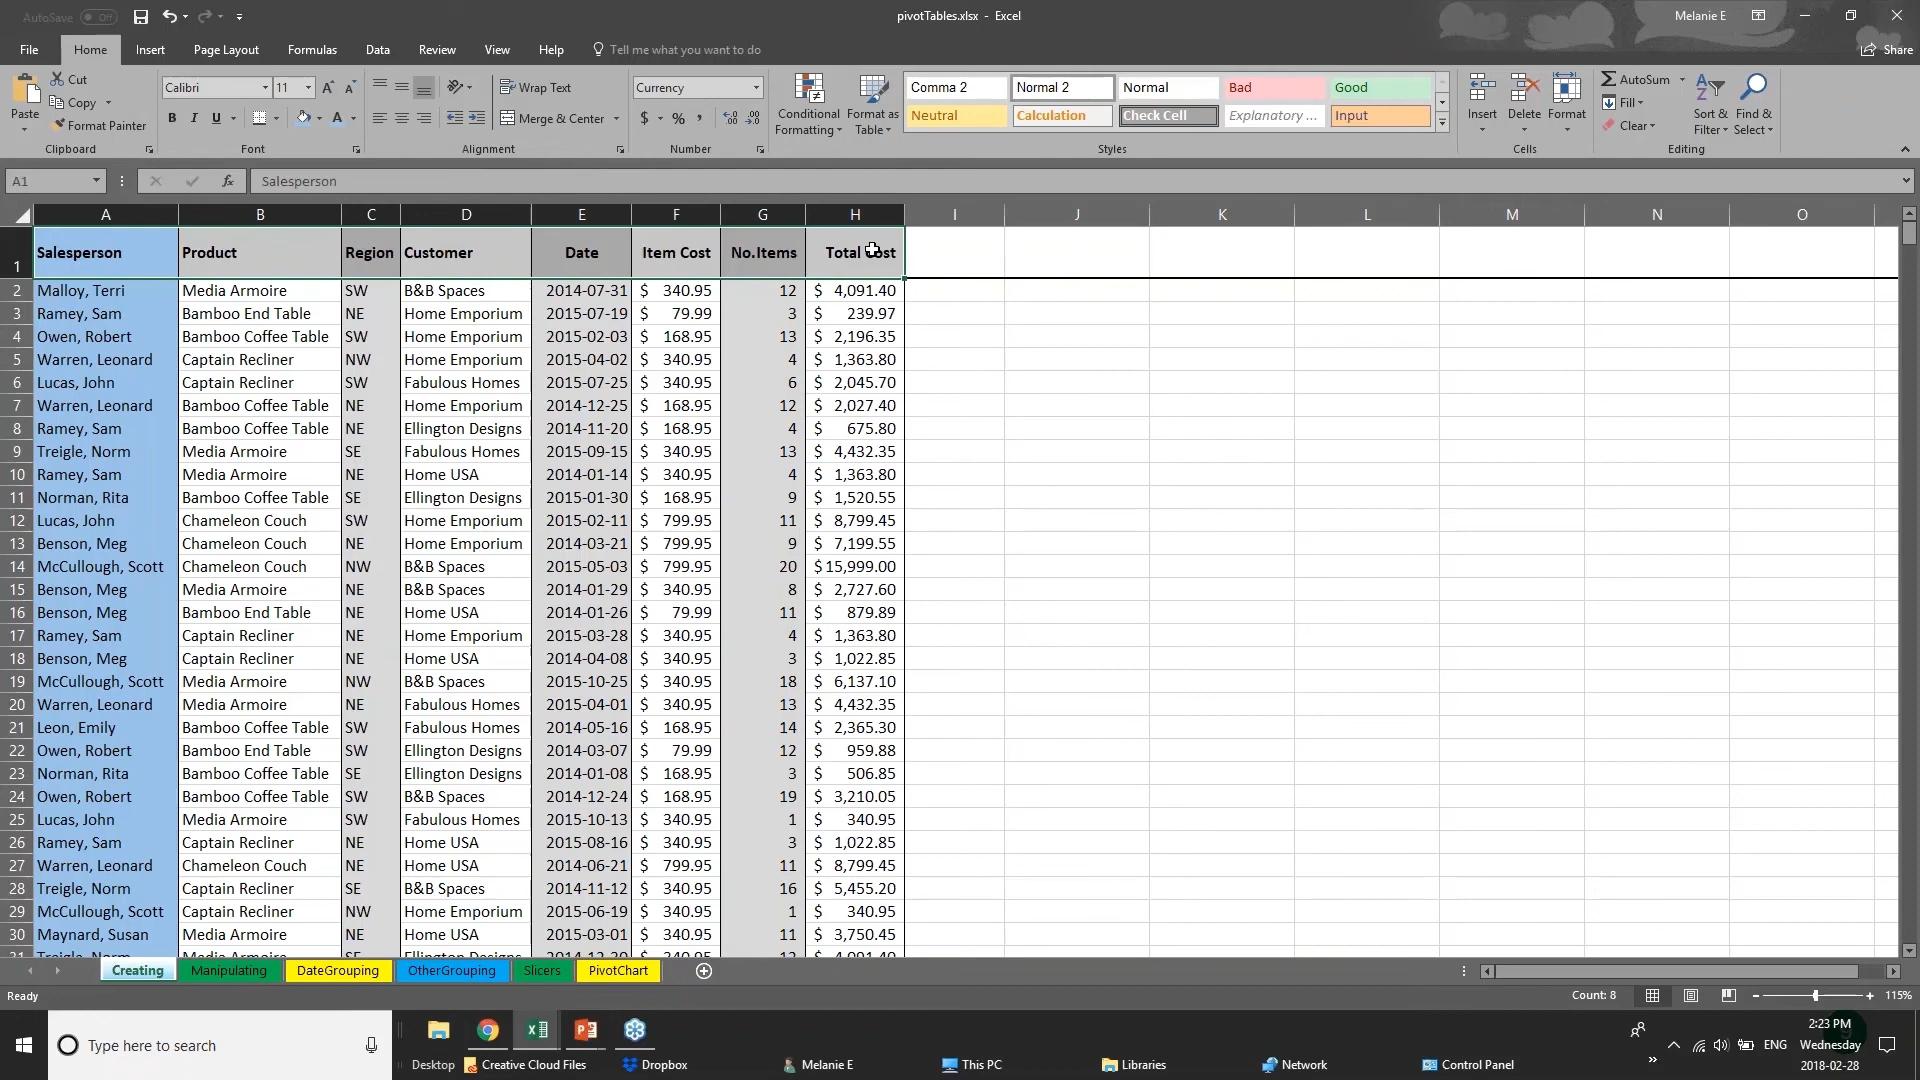 AutoSave Off
pivotTables.xlsx - Excel
Melanie E
File Home Insert Page Layout Formulas Data Review View Help Tell me what you want to do Share
Paste Cut Copy Format Painter Clipboard
Calibri 11 A A B I U A Font
Wrap Text Merge & Center Alignment
Currency $ % , Number
Conditional Formatting Format as Table
Comma 2 Normal 2 Normal Bad Good
Neutral Calculation Check Cell Explanatory ... Input
Styles
Insert Delete Format Cells
AutoSum Fill Clear Sort & Filter Find & Select Editing
A1 fx Salesperson
A B C D E F G H I J K L M N O
1 Salesperson Product Region Customer Date Item Cost No.Items Total Cost
2 Malloy, Terri Media Armoire SW B&B Spaces 2014-07-31 $ 340.95 12 $ 4,091.40
3 Ramey, Sam Bamboo End Table NE Home Emporium 2015-07-19 $ 79.99 3 $ 239.97
4 Owen, Robert Bamboo Coffee Table SW Home Emporium 2015-02-03 $ 168.95 13 $ 2,196.35
5 Warren, Leonard Captain Recliner NW Home Emporium 2015-04-02 $ 340.95 4 $ 1,363.80
6 Lucas, John Captain Recliner SW Fabulous Homes 2015-07-25 $ 340.95 6 $ 2,045.70
7 Warren, Leonard Bamboo Coffee Table NE Home Emporium 2014-12-25 $ 168.95 12 $ 2,027.40
8 Ramey, Sam Bamboo Coffee Table NE Ellington Designs 2014-11-20 $ 168.95 4 $ 675.80
9 Treigle, Norm Media Armoire SE Fabulous Homes 2015-09-15 $ 340.95 13 $ 4,432.35
10 Ramey, Sam Media Armoire NE Home USA 2014-01-14 $ 340.95 4 $ 1,363.80
11 Norman, Rita Bamboo Coffee Table SE Ellington Designs 2015-01-30 $ 168.95 9 $ 1,520.55
12 Lucas, John Chameleon Couch SW Home Emporium 2015-02-11 $ 799.95 11 $ 8,799.45
13 Benson, Meg Chameleon Couch NE Home Emporium 2014-03-21 $ 799.95 9 $ 7,199.55
14 McCullough, Scott Chameleon Couch NW B&B Spaces 2015-05-03 $ 799.95 20 $15,999.00
15 Benson, Meg Media Armoire NE B&B Spaces 2014-01-29 $ 340.95 8 $ 2,727.60
16 Benson, Meg Bamboo End Table NE Home USA 2014-01-26 $ 79.99 11 $ 879.89
17 Ramey, Sam Captain Recliner NE Home Emporium 2015-03-28 $ 340.95 4 $ 1,363.80
18 Benson, Meg Captain Recliner NE Home USA 2014-04-08 $ 340.95 3 $ 1,022.85
19 McCullough, Scott Media Armoire NW B&B Spaces 2015-10-25 $ 340.95 18 $ 6,137.10
20 Warren, Leonard Media Armoire NE Fabulous Homes 2015-04-01 $ 340.95 13 $ 4,432.35
21 Leon, Emily Bamboo Coffee Table SW Fabulous Homes 2014-05-16 $ 168.95 14 $ 2,365.30
22 Owen, Robert Bamboo End Table SW Ellington Designs 2014-03-07 $ 79.99 12 $ 959.88
23 Norman, Rita Bamboo Coffee Table SE Ellington Designs 2014-01-08 $ 168.95 3 $ 506.85
24 Owen, Robert Bamboo Coffee Table SW B&B Spaces 2014-12-24 $ 168.95 19 $ 3,210.05
25 Lucas, John Media Armoire SW Fabulous Homes 2015-10-13 $ 340.95 1 $ 340.95
26 Ramey, Sam Captain Recliner NE Home USA 2015-08-16 $ 340.95 3 $ 1,022.85
27 Warren, Leonard Chameleon Couch NE Home USA 2014-06-21 $ 799.95 11 $ 8,799.45
28 Treigle, Norm Captain Recliner SE B&B Spaces 2014-11-12 $ 340.95 16 $ 5,455.20
29 McCullough, Scott Captain Recliner NW Home Emporium 2015-06-19 $ 340.95 1 $ 340.95
30 Maynard, Susan Media Armoire NE Home USA 2015-03-01 $ 340.95 11 $ 3,750.45
Creating Manipulating DateGrouping OtherGrouping Slicers PivotChart
Ready Count: 8 115%
Type here to search
Desktop Creative Cloud Files Dropbox Melanie E This PC Libraries Network Control Panel
ENG
2:23 PM
Wednesday
2018-02-28